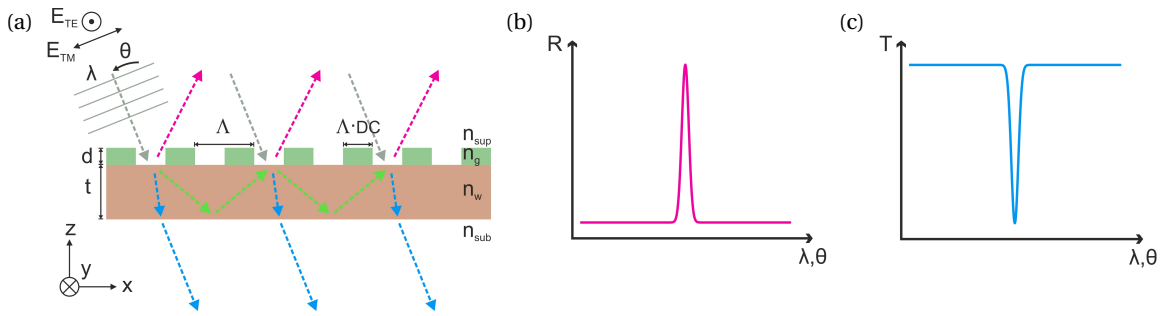 (a)
E_TE
E_TM
θ
λ
Λ
Λ·DC
n_sup
d
n_g
t
n_w
n_sub
z
y
x
(b)
R
λ,θ
(c)
T
λ,θ